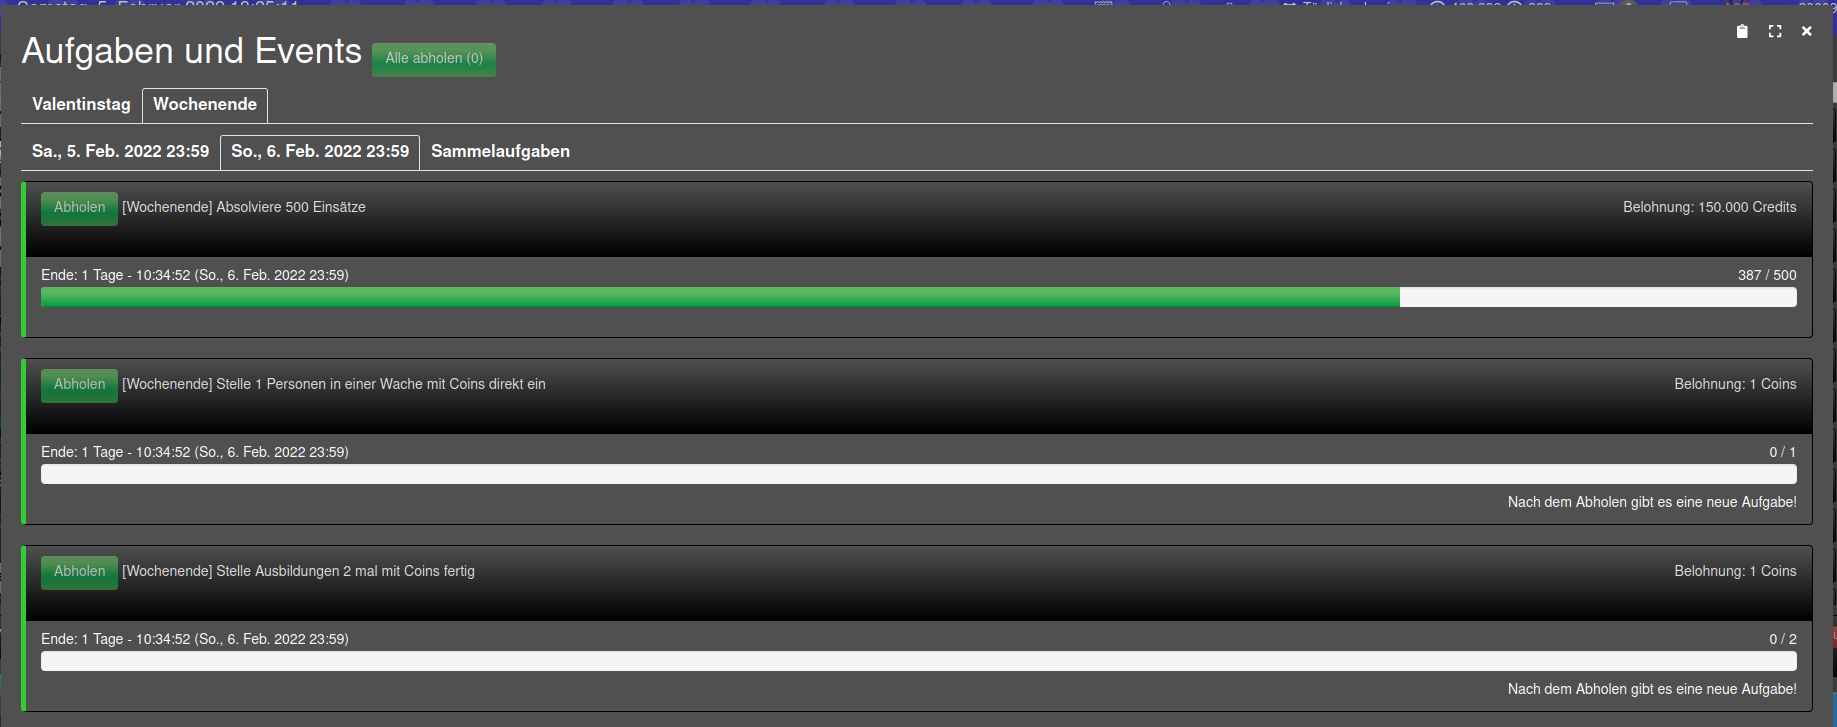 Aufgaben und Events Alle abholen (0)
Valentinstag Wochenende
Sa., 5. Feb. 2022 23:59 So., 6. Feb. 2022 23:59 Sammelaufgaben
Abholen [Wochenende] Absolviere 500 Einsätze Belohnung: 150.000 Credits
Ende: 1 Tage - 10:34:52 (So., 6. Feb. 2022 23:59) 387 / 500
Abholen [Wochenende] Stelle 1 Personen in einer Wache mit Coins direkt ein Belohnung: 1 Coins
Ende: 1 Tage - 10:34:52 (So., 6. Feb. 2022 23:59) 0 / 1
Nach dem Abholen gibt es eine neue Aufgabe!
Abholen [Wochenende] Stelle Ausbildungen 2 mal mit Coins fertig Belohnung: 1 Coins
Ende: 1 Tage - 10:34:52 (So., 6. Feb. 2022 23:59) 0 / 2
Nach dem Abholen gibt es eine neue Aufgabe!